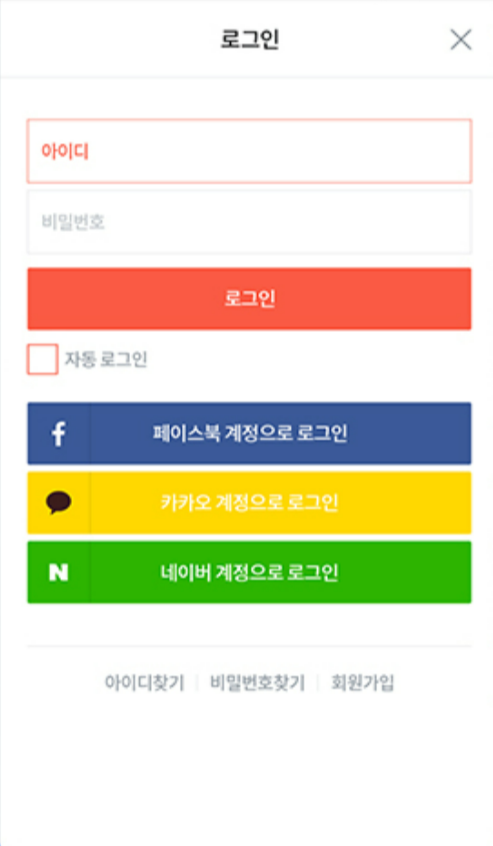 로그인
아이디
비밀번호
로그인
자동 로그인
f 페이스북 계정으로 로그인
카카오 계정으로 로그인
N 네이버 계정으로 로그인
아이디찾기 | 비밀번호찾기 | 회원가입